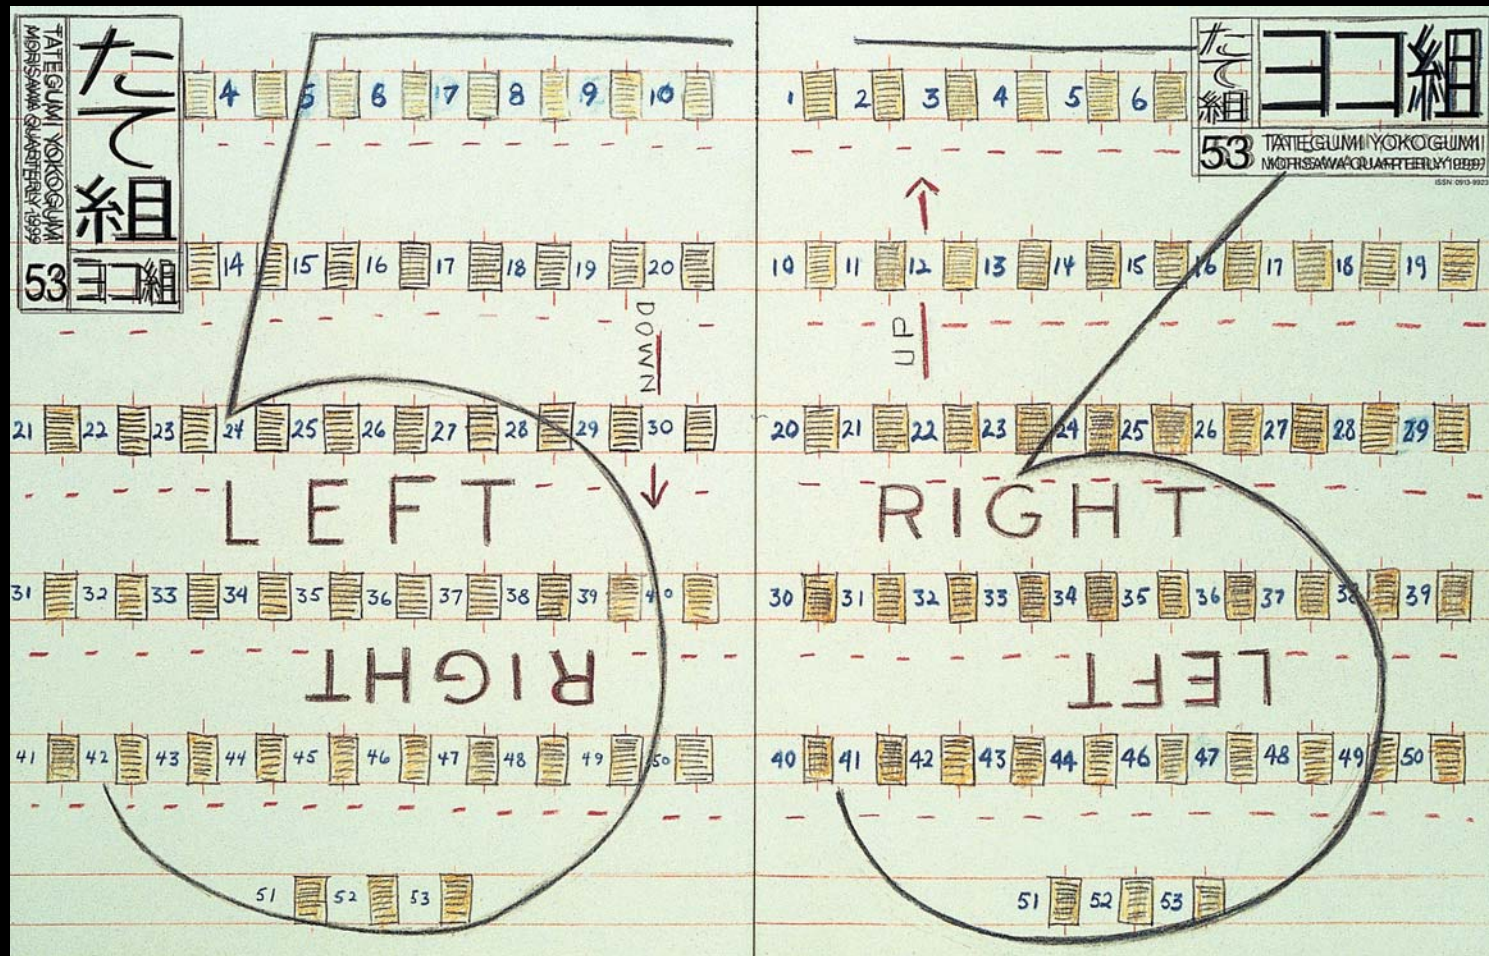 たて組
TATEGUMI YOKOGUMI
MORISAWA QUARTERLY 1999
53 ヨコ組
4 5 6 7 8 9 10
14 15 16 17 18 19 20
DOWN
21 22 23 24 25 26 27 28 29 30
LEFT
31 32 33 34 35 36 37 38 39 40
RIGHT
41 42 43 44 45 46 47 48 49 50
51 52 53
たて組
ヨコ組
53 TATEGUMI YOKOGUMI
MORISAWA QUARTERLY 1999
ISSN 0913-9923
1 2 3 4 5 6
10 11 12 13 14 15 16 17 18 19
UP
20 21 22 23 24 25 26 27 28 29
RIGHT
30 31 32 33 34 35 36 37 38 39
LEFT
40 41 42 43 44 46 47 48 49 50
51 52 53